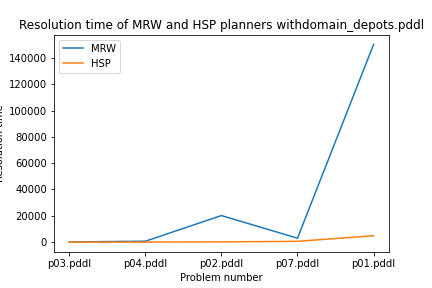 Resolution time of MRW and HSP planners withdomain_depots.pddl
MRW
HSP
140000
120000
100000
80000
60000
40000
20000
0
Resolution time
p03.pddl p04.pddl p02.pddl p07.pddl p01.pddl
Problem number